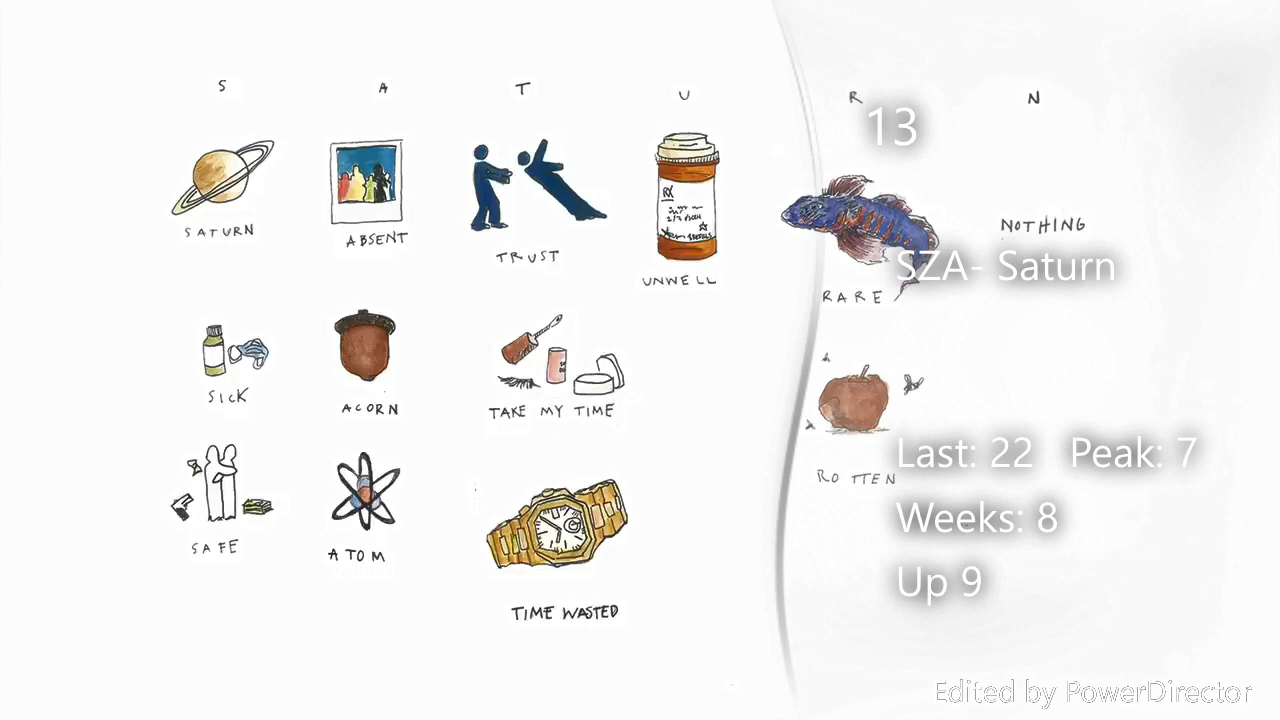 S A T U R N
13
SATURN
ABSENT
TRUST
UNWELL
RARE
NOTHING
SZA- Saturn
RX
SICK
ACORN
TAKE MY TIME
ROTTEN
SAFE
ATOM
TIME WASTED
Last: 22 Peak: 7
Weeks: 8
Up 9
Edited by PowerDirector